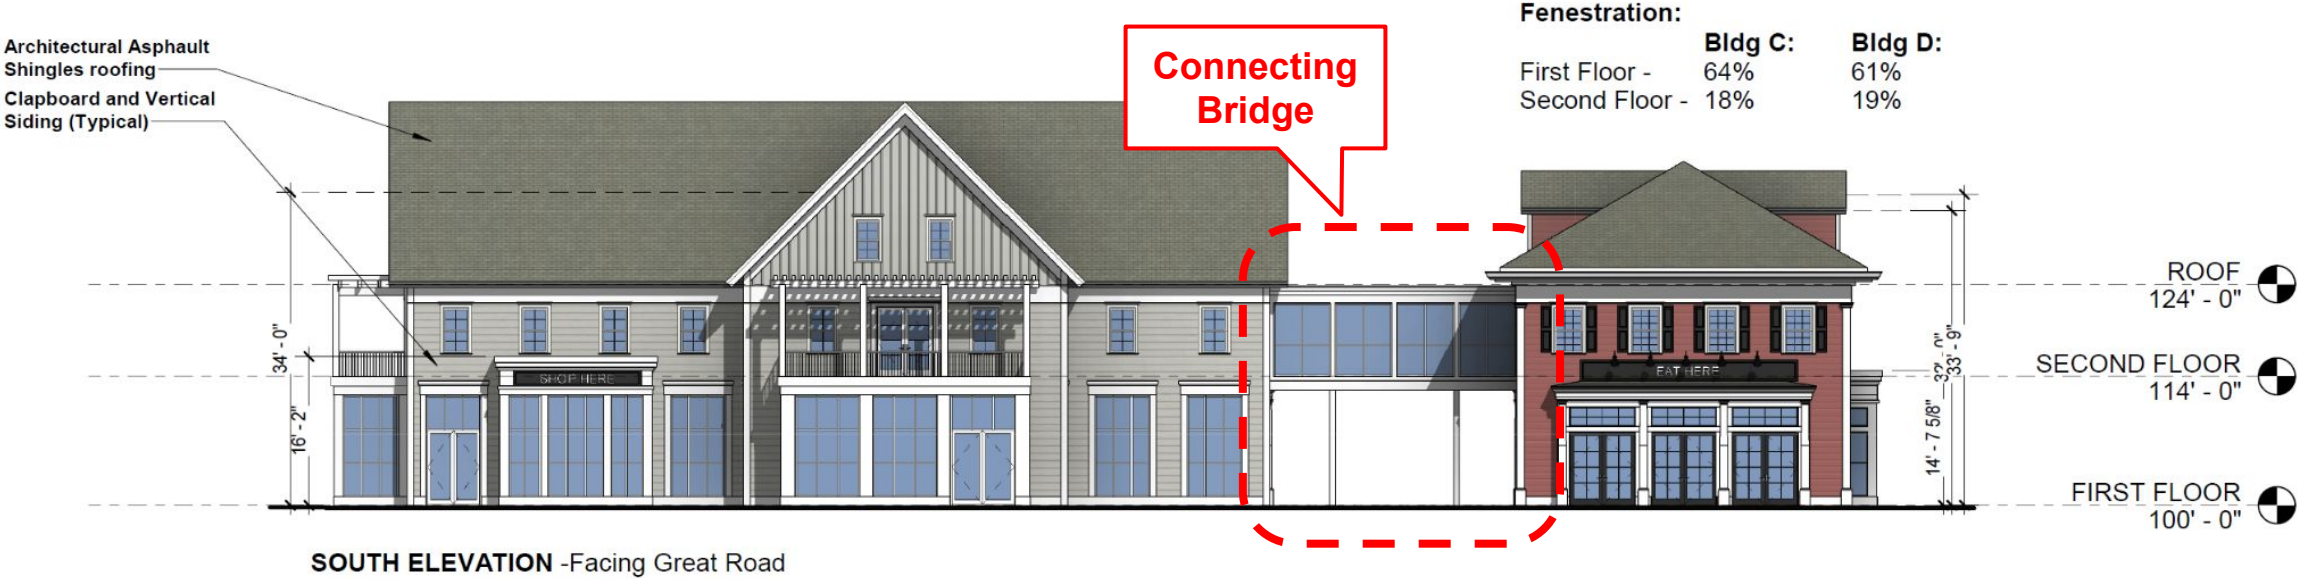 Fenestration:
Bldg C: Bldg D:
First Floor - 64% 61%
Second Floor - 18% 19%
Architectural Asphault
Shingles roofing
Clapboard and Vertical
Siding (Typical)
Connecting
Bridge
34' - 0"
16' - 2"
SHOP HERE
EAT HERE
33' - 9"
14' - 7 5/8"
ROOF
124' - 0"
SECOND FLOOR
114' - 0"
FIRST FLOOR
100' - 0"
SOUTH ELEVATION -Facing Great Road